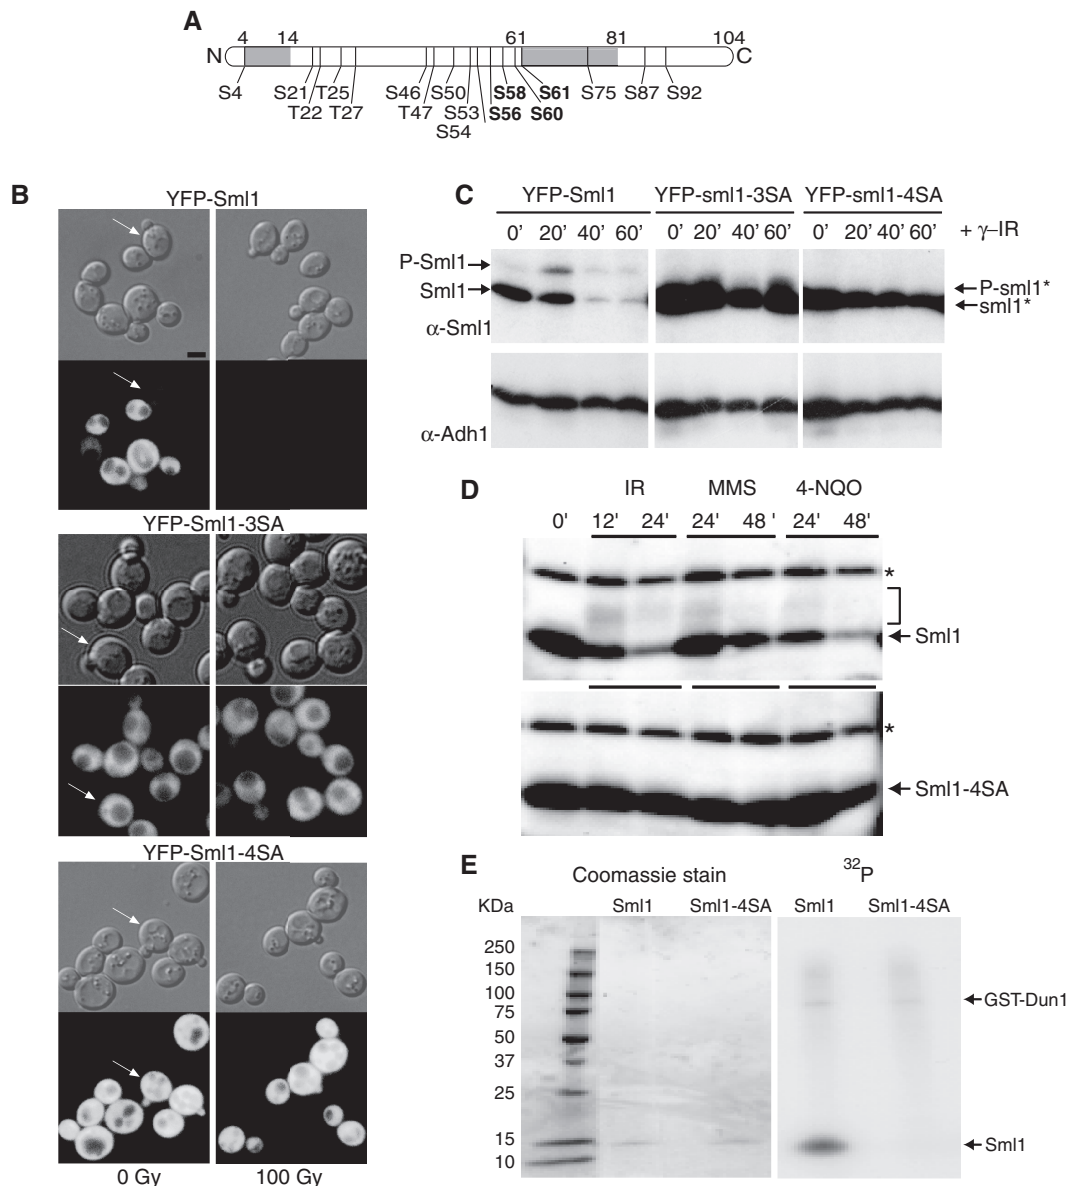 A
4 14 61 81 104
N C
S4 S21 T25 S46 S50 S58 S61 S75 S87 S92
T22 T27 T47 S53 S56 S60
S54
B
YFP-Sml1
YFP-Sml1-3SA
YFP-Sml1-4SA
0 Gy 100 Gy
C
YFP-Sml1 YFP-sml1-3SA YFP-sml1-4SA
0' 20' 40' 60' 0' 20' 40' 60' 0' 20' 40' 60' + γ–IR
P-Sml1
Sml1
P-sml1*
sml1*
α-Sml1
α-Adh1
D
IR MMS 4-NQO
0' 12' 24' 24' 48' 24' 48'
*
Sml1
*
Sml1-4SA
E
Coomassie stain 32P
KDa Sml1 Sml1-4SA Sml1 Sml1-4SA
250
150
100
75
50
37
25
15
10
GST-Dun1
Sml1